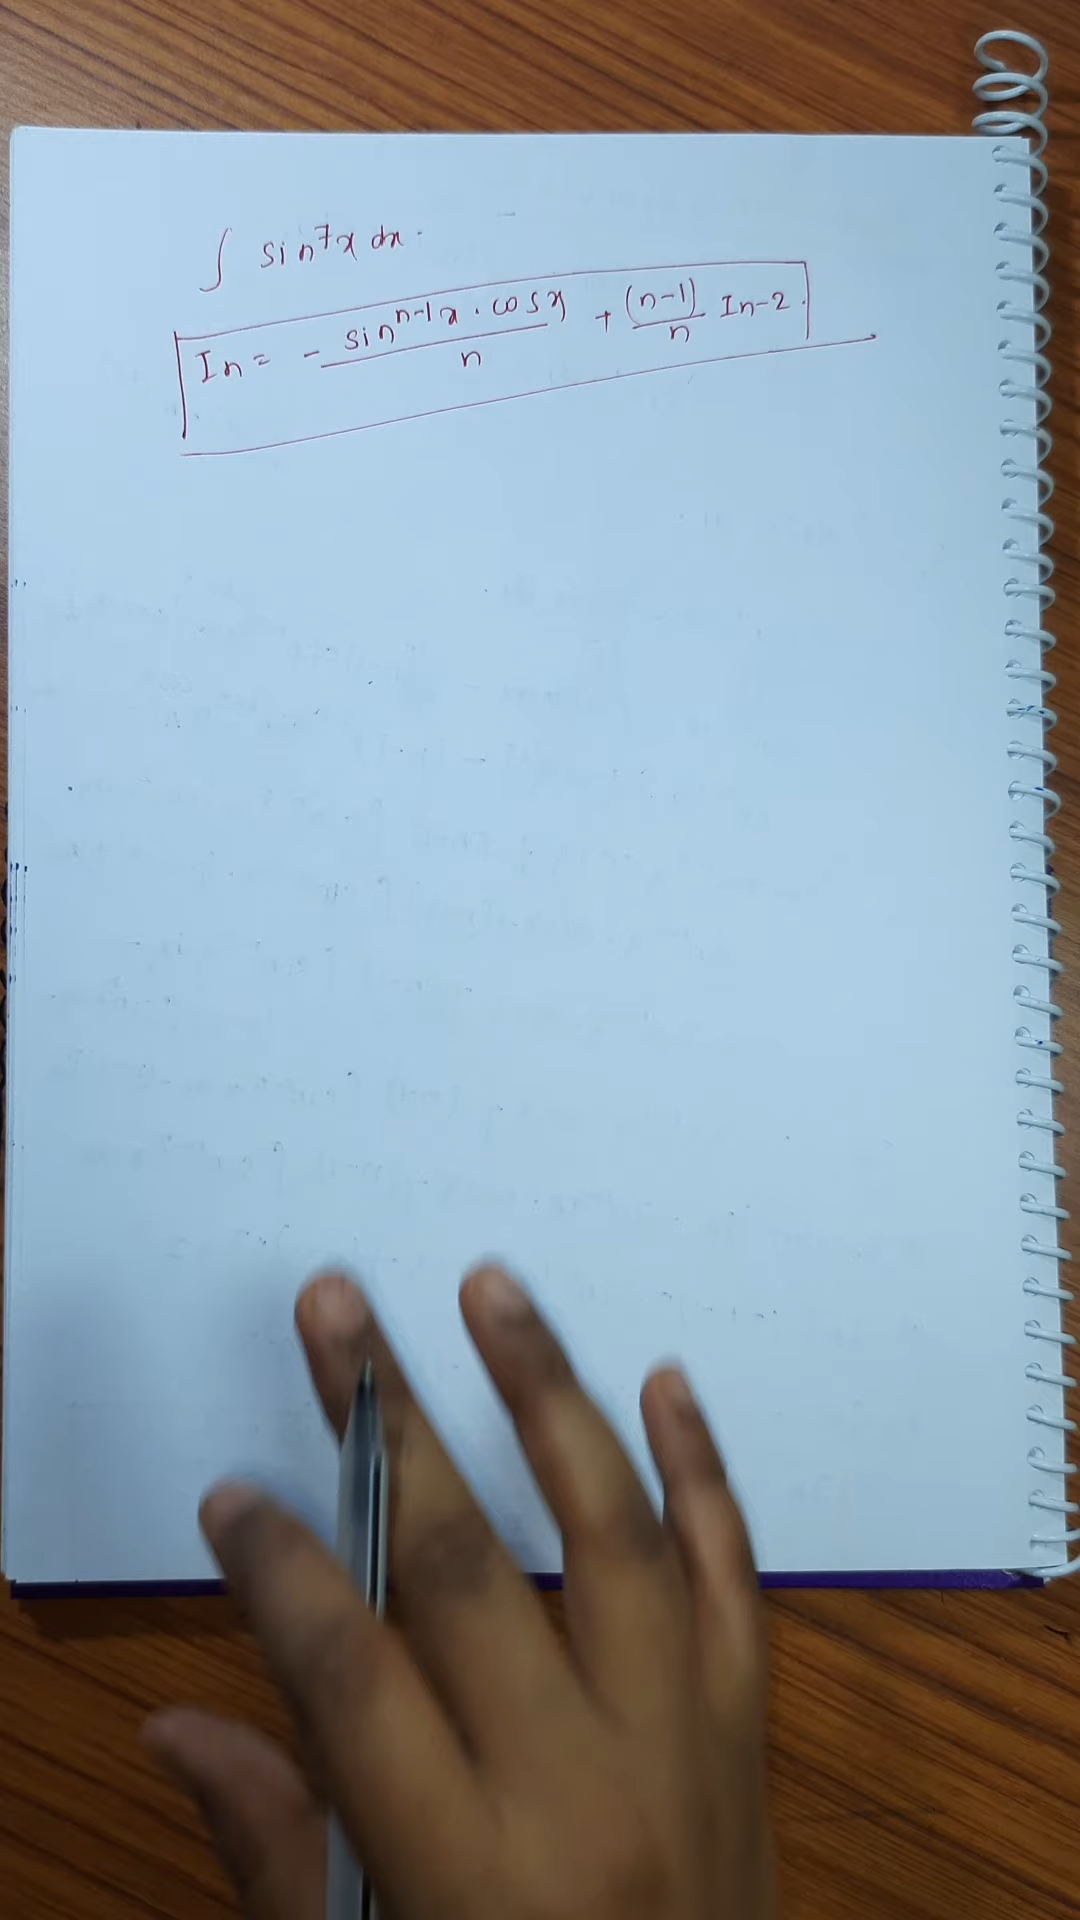 ∫ sin⁷x dx.
In = - sinⁿ⁻¹x . cosx / n + (n-1) / n In-2.